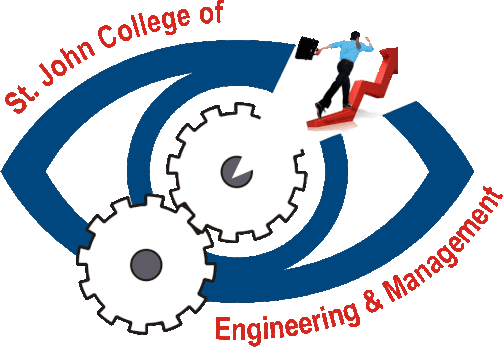 St. John College of
Engineering & Management